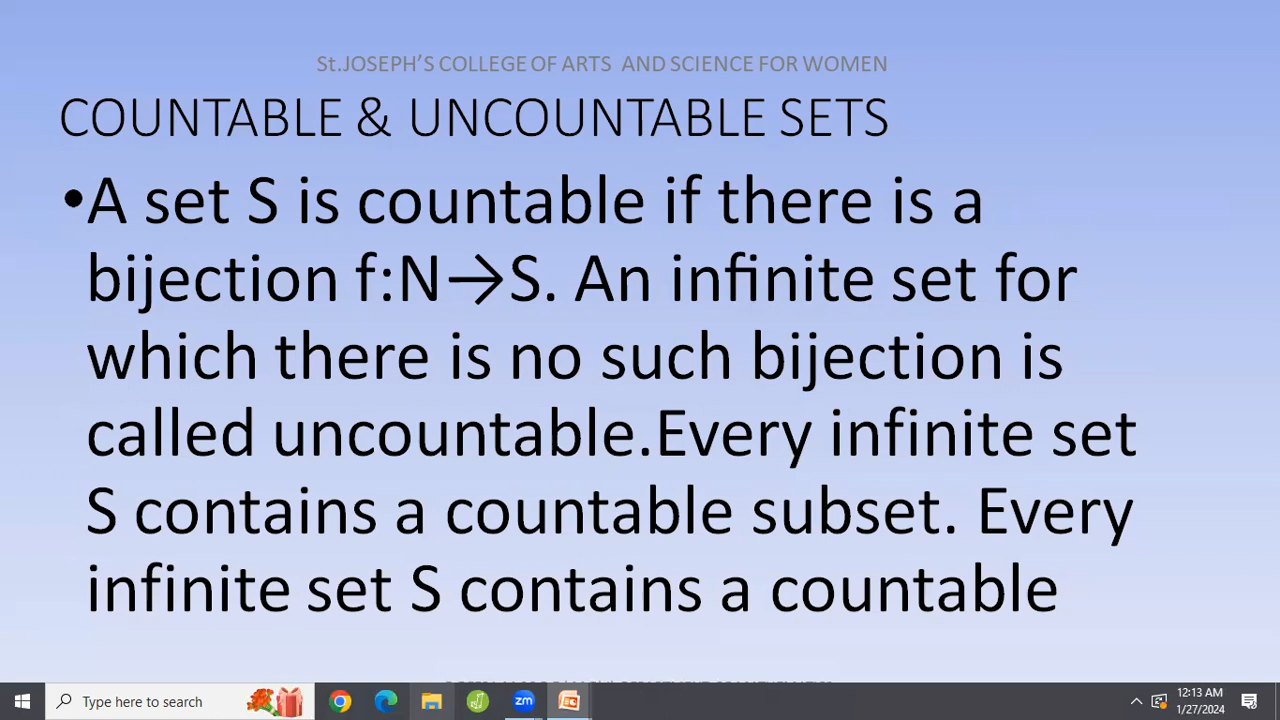 St.JOSEPH'S COLLEGE OF ARTS AND SCIENCE FOR WOMEN
COUNTABLE & UNCOUNTABLE SETS
•A set S is countable if there is a
bijection f:N→S. An infinite set for
which there is no such bijection is
called uncountable.Every infinite set
S contains a countable subset. Every
infinite set S contains a countable
Type here to search
zm
12:13 AM
1/27/2024